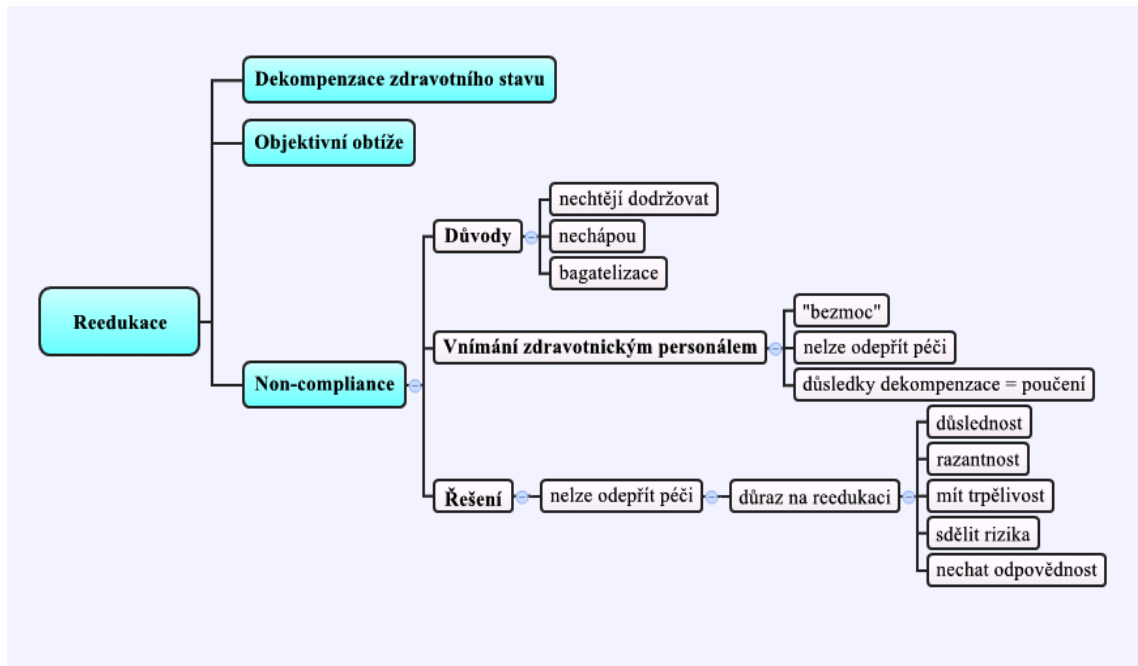 Reedukace
Dekompenzace zdravotního stavu
Objektivní obtíže
Non-compliance
Důvody
nechtějí dodržovat
nechápou
bagatelizace
Vnímání zdravotnickým personálem
"bezmoc"
nelze odepřít péči
důsledky dekompenzace = poučení
Řešení
nelze odepřít péči
důraz na reedukaci
důslednost
razantnost
mít trpělivost
sdělit rizika
nechat odpovědnost